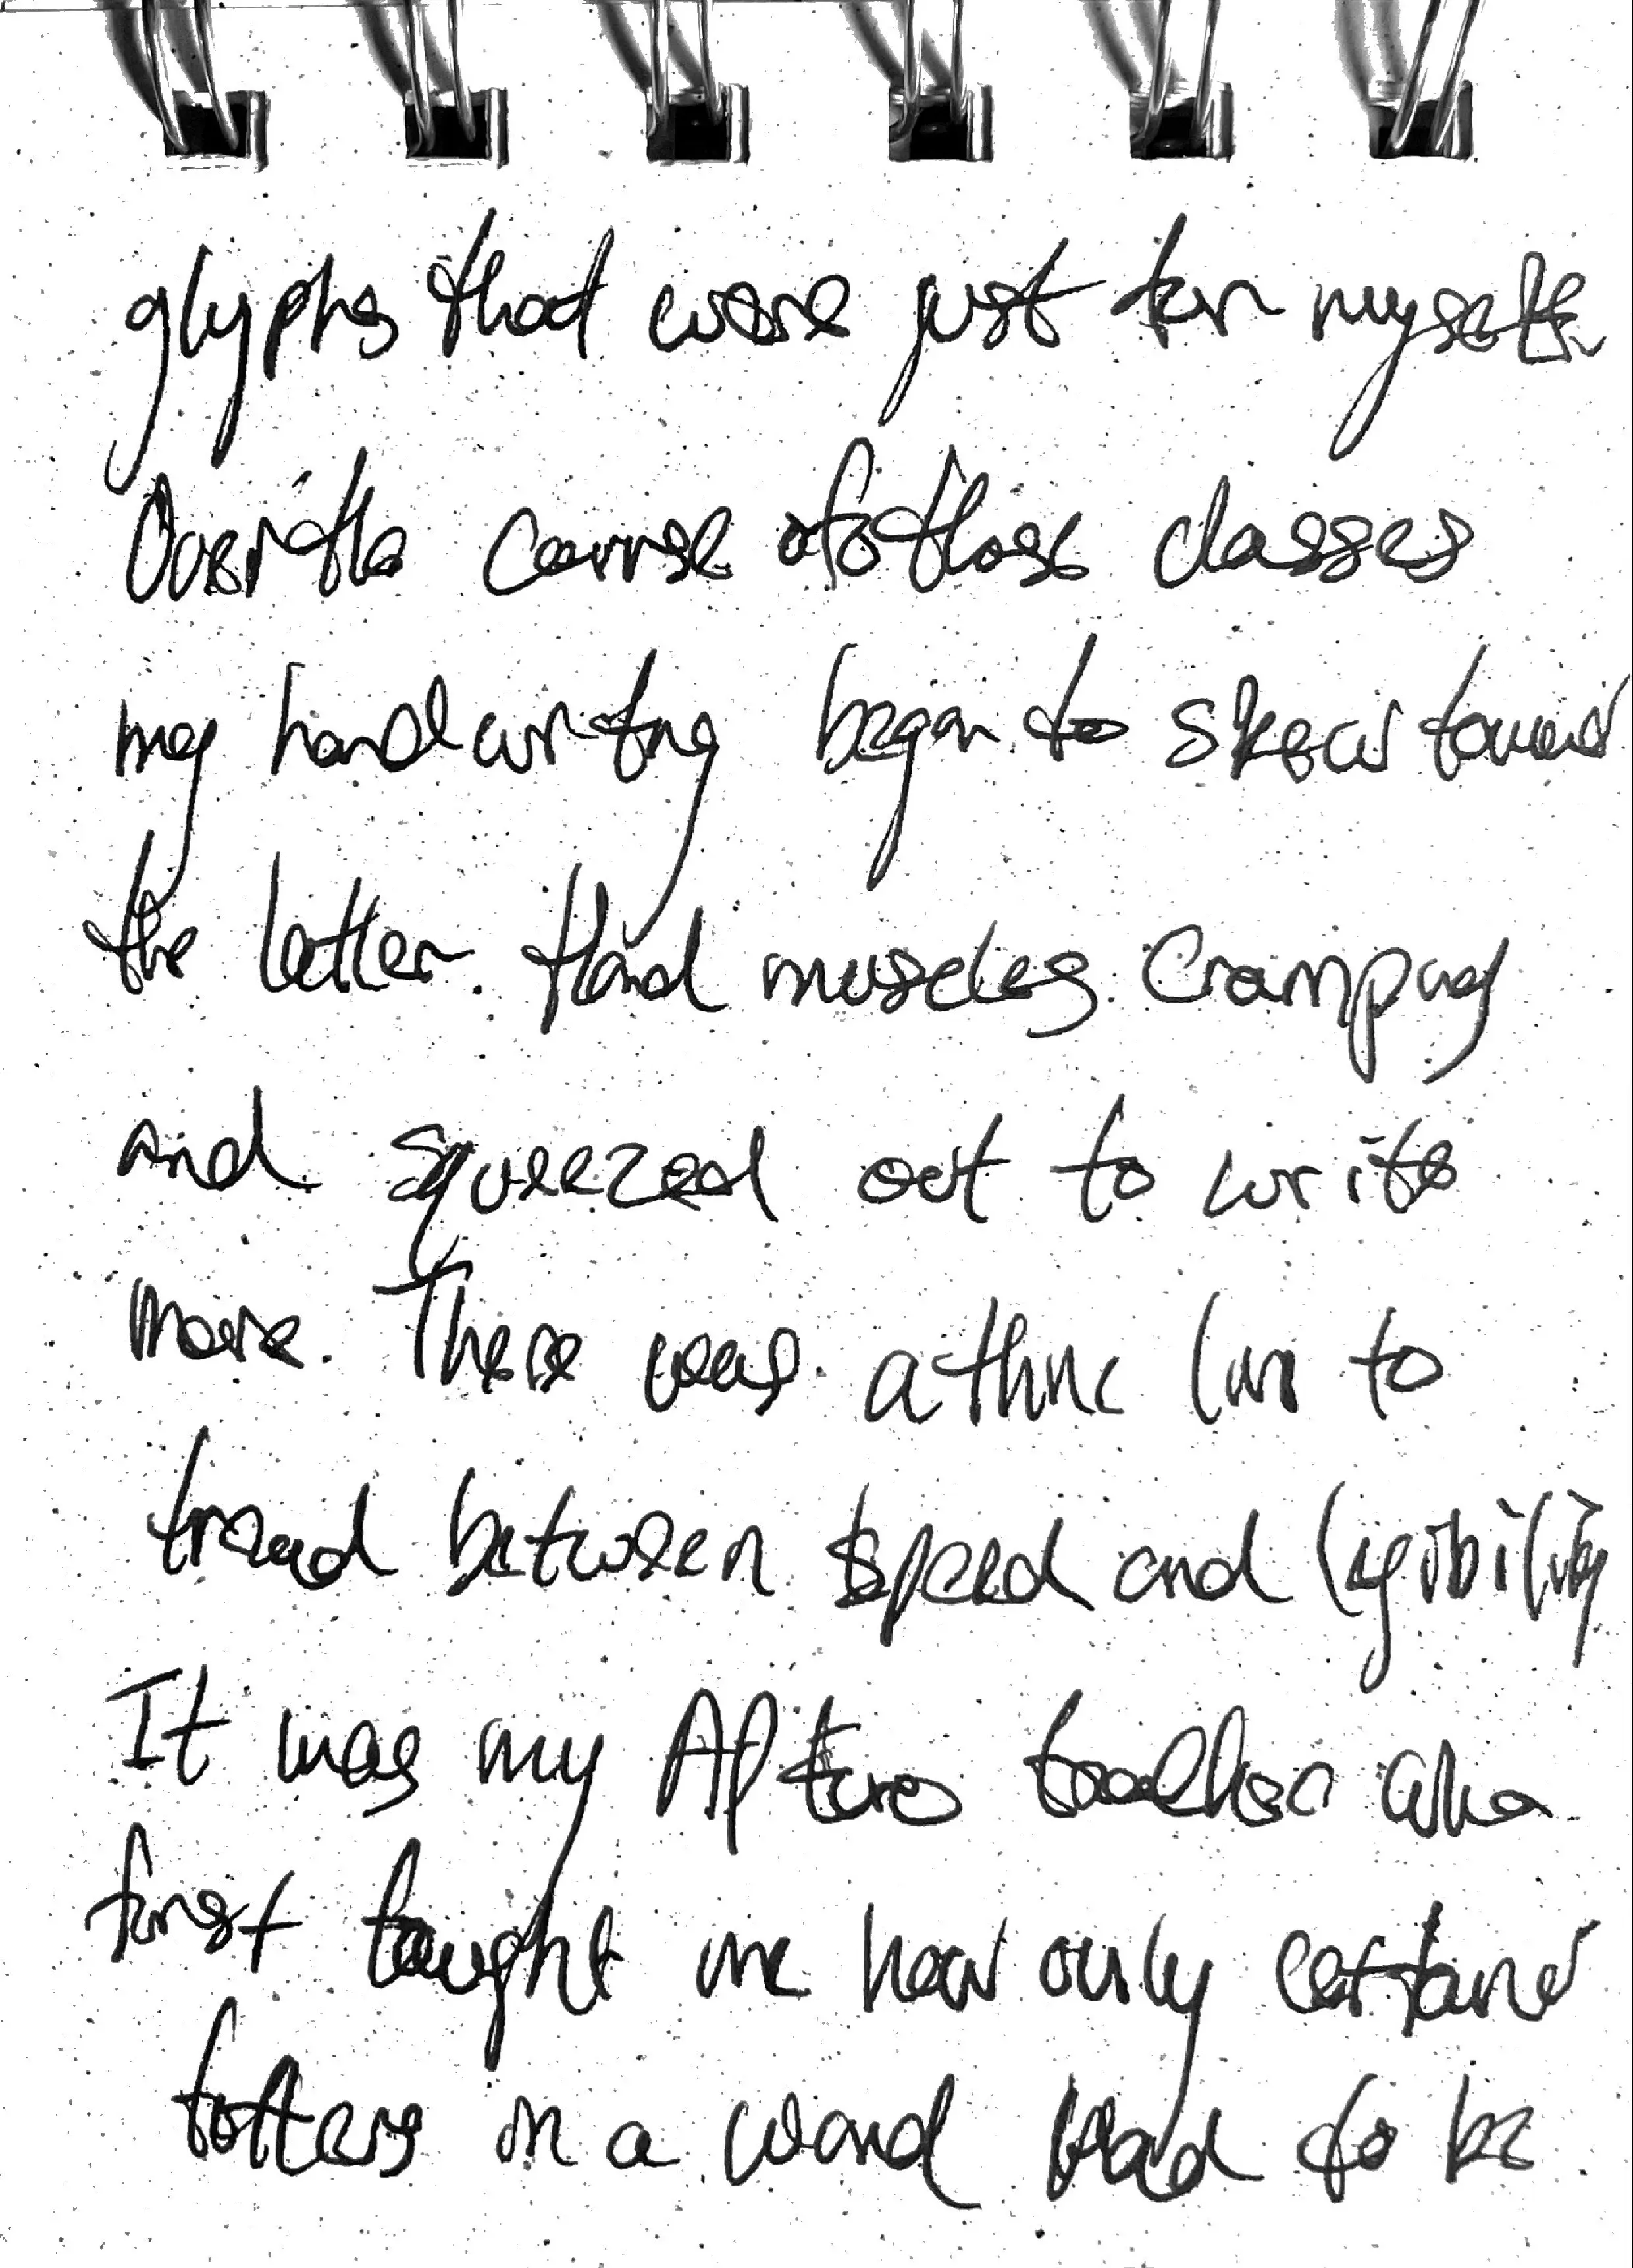 glyphs that were just for myself.
Over the course of those classes
my handwriting began to skew toward
the latter. Hand muscles cramped
and squeezed out to write
more. There was a thin line to
tread between speed and legibility
It was my AP Euro teacher who
first taught me how only certain
letters in a word had to be